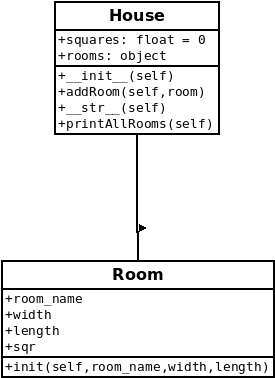 House
+squares: float = 0
+rooms: object
+__init__(self)
+addRoom(self,room)
+__str__(self)
+printAllRooms(self)
Room
+room_name
+width
+length
+sqr
+init(self,room_name,width,length)